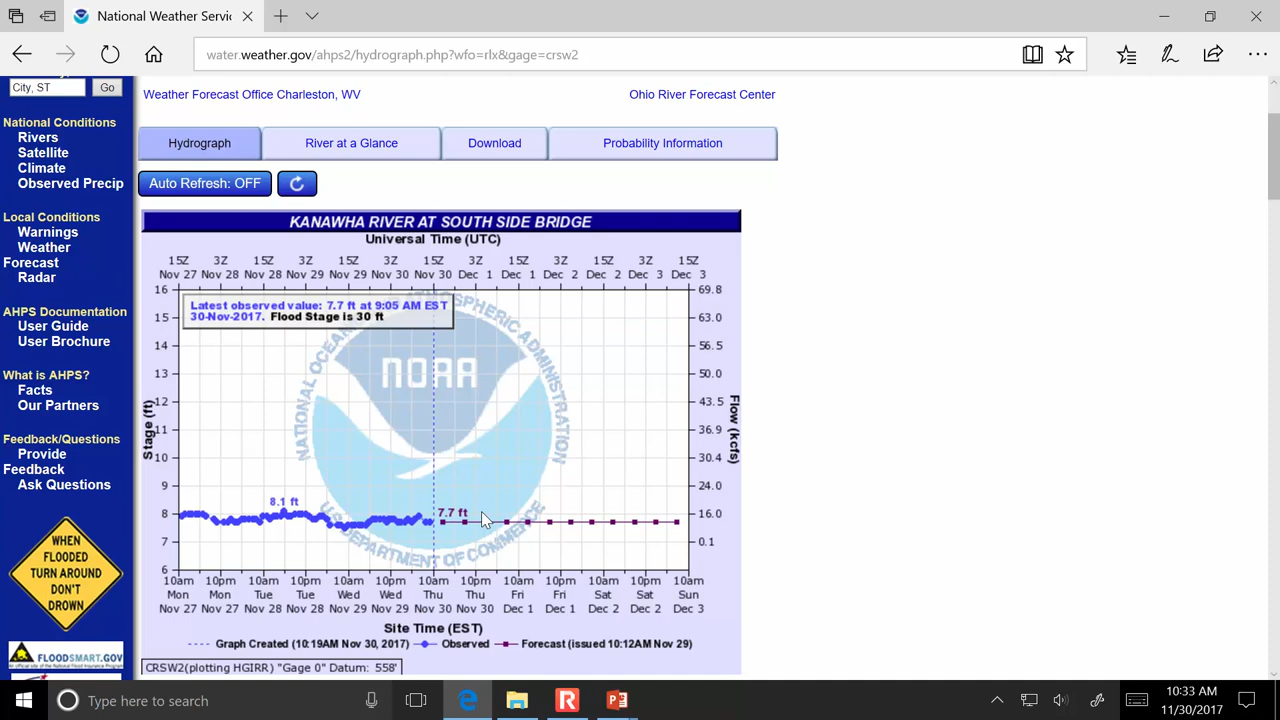 National Weather Servic
water.weather.gov/ahps2/hydrograph.php?wfo=rlx&gage=crsw2
City, ST
Go
National Conditions
Rivers
Satellite
Climate
Observed Precip
Local Conditions
Warnings
Weather
Forecast
Radar
AHPS Documentation
User Guide
User Brochure
What is AHPS?
Facts
Our Partners
Feedback/Questions
Provide
Feedback
Ask Questions
WHEN
FLOODED
TURN AROUND
DON'T
DROWN
FLOODSMART.GOV
Weather Forecast Office Charleston, WV
Ohio River Forecast Center
Hydrograph
River at a Glance
Download
Probability Information
Auto Refresh: OFF
KANAWHA RIVER AT SOUTH SIDE BRIDGE
Universal Time (UTC)
15Z 3Z 15Z 3Z 15Z 3Z 15Z 3Z 15Z 3Z 15Z 3Z 15Z
Nov 27 Nov 28 Nov 28 Nov 29 Nov 29 Nov 30 Nov 30 Dec 1 Dec 1 Dec 2 Dec 2 Dec 3 Dec 3
Latest observed value: 7.7 ft at 9:05 AM EST
30-Nov-2017. Flood Stage is 30 ft
16 69.8
15 63.0
14 56.5
13 50.0
12 43.5
11 36.9
10 30.4
9 24.0
8 16.0
7 0.1
6
Stage (ft)
Flow (kcfs)
NOAA
NATIONAL OCEANIC ATMOSPHERIC ADMINISTRATION
U.S. DEPARTMENT OF COMMERCE
8.1 ft
7.7 ft
10am 10pm 10am 10pm 10am 10pm 10am 10pm 10am 10pm 10am 10pm 10am
Mon Mon Tue Tue Wed Wed Thu Thu Fri Fri Sat Sat Sun
Nov 27 Nov 27 Nov 28 Nov 28 Nov 29 Nov 29 Nov 30 Nov 30 Dec 1 Dec 1 Dec 2 Dec 2 Dec 3
Site Time (EST)
Graph Created (10:19AM Nov 30, 2017) Observed Forecast (issued 10:12AM Nov 29)
CRSW2(plotting HGIRR) "Gage 0" Datum: 558'
Type here to search
10:33 AM
11/30/2017